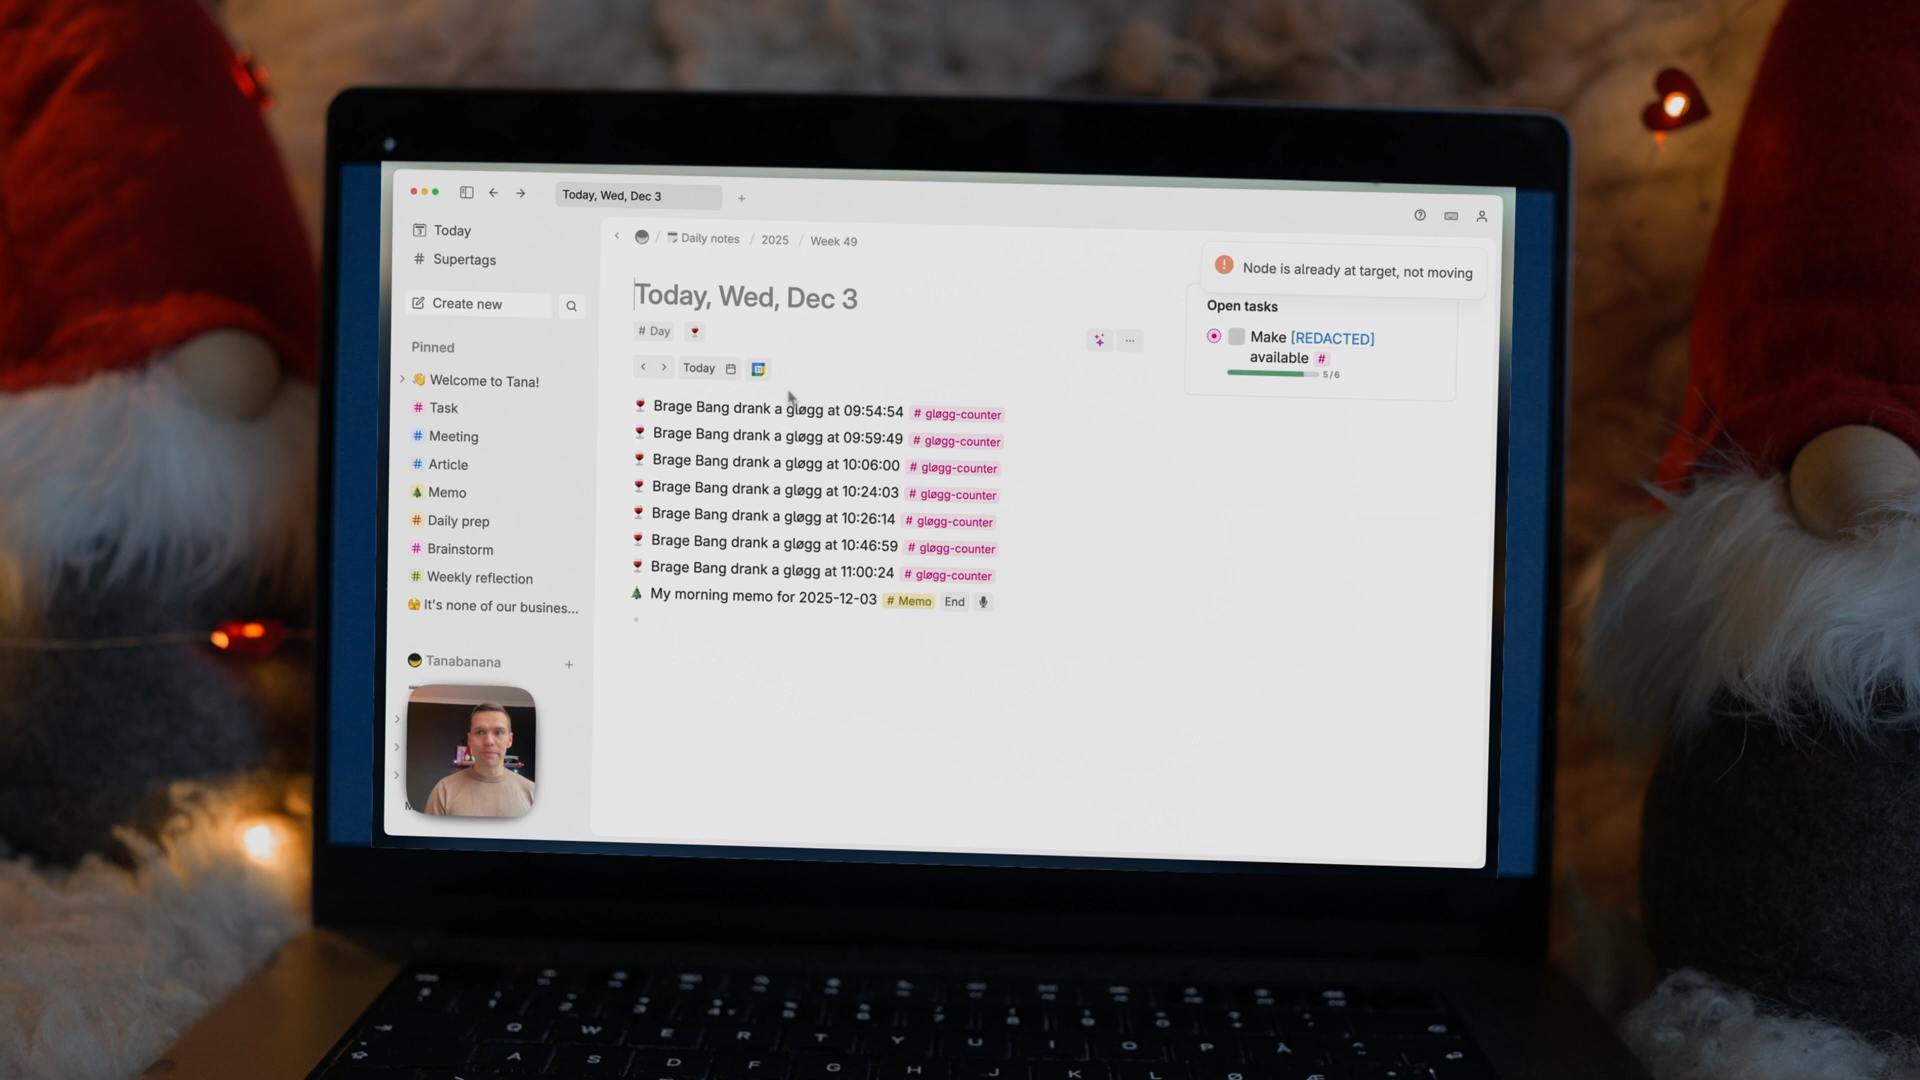 Today, Wed, Dec 3
Today
Supertags
Create new
Pinned
Welcome to Tana!
# Task
# Meeting
# Article
Memo
# Daily prep
# Brainstorm
# Weekly reflection
It's none of our busines...
Tanabanana
Daily notes / 2025 / Week 49
Today, Wed, Dec 3
# Day
Today
Brage Bang drank a gløgg at 09:54:54 # gløgg-counter
Brage Bang drank a gløgg at 09:59:49 # gløgg-counter
Brage Bang drank a gløgg at 10:06:00 # gløgg-counter
Brage Bang drank a gløgg at 10:24:03 # gløgg-counter
Brage Bang drank a gløgg at 10:26:14 # gløgg-counter
Brage Bang drank a gløgg at 10:46:59 # gløgg-counter
Brage Bang drank a gløgg at 11:00:24 # gløgg-counter
My morning memo for 2025-12-03 # Memo End
Node is already at target, not moving
Open tasks
Make [REDACTED]
available #
5/6
Q W E R T Y U I O P Å
A S D F G H J K L Ø Æ